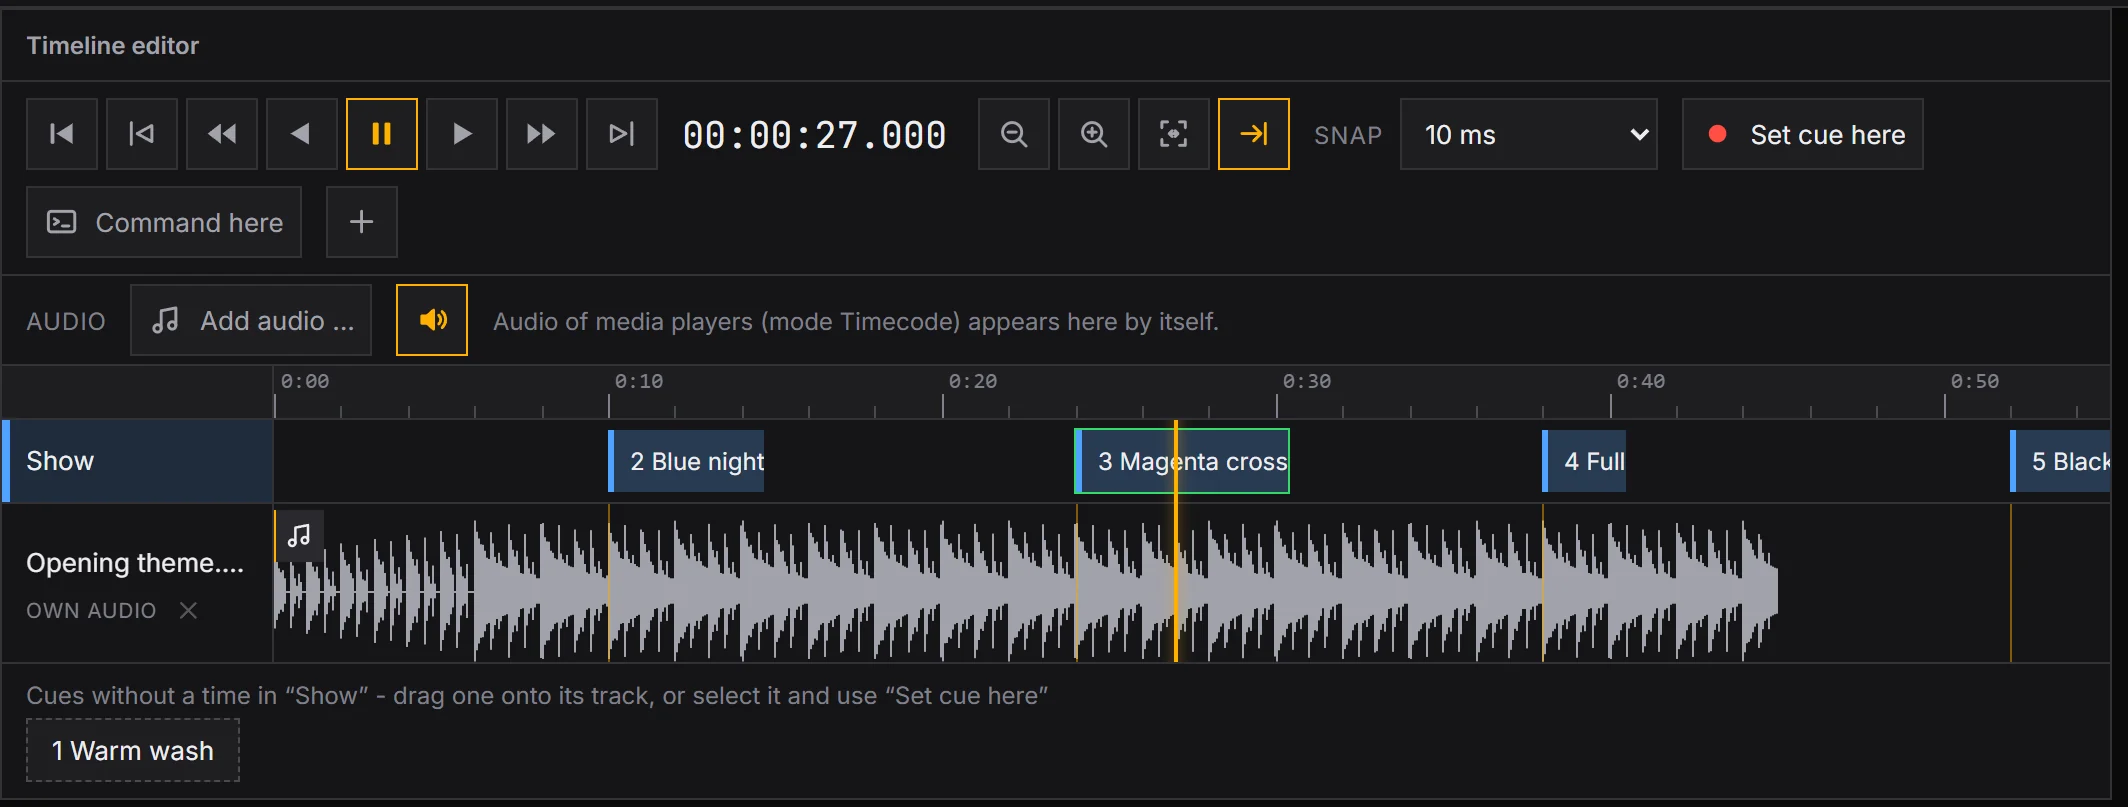 Timeline editor
00:00:27.000
SNAP
10 ms
Set cue here
Command here
AUDIO
Add audio ...
Audio of media players (mode Timecode) appears here by itself.
0:00 0:10 0:20 0:30 0:40 0:50
Show
2 Blue night
3 Magenta cross
4 Full
5 Black
Opening theme....
OWN AUDIO
Cues without a time in “Show” - drag one onto its track, or select it and use “Set cue here”
1 Warm wash